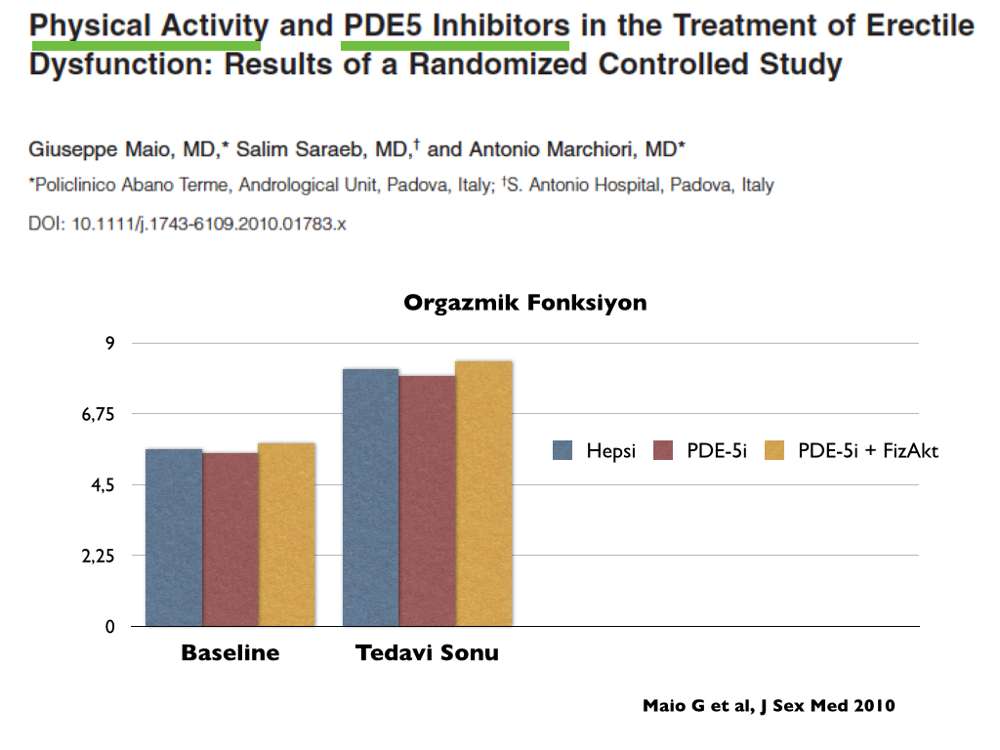 Physical Activity and PDE5 Inhibitors in the Treatment of Erectile
Dysfunction: Results of a Randomized Controlled Study
Giuseppe Maio, MD,* Salim Saraeb, MD,† and Antonio Marchiori, MD*
*Policlinico Abano Terme, Andrological Unit, Padova, Italy; †S. Antonio Hospital, Padova, Italy
DOI: 10.1111/j.1743-6109.2010.01783.x
Orgazmik Fonksiyon
9
6,75
4,5
2,25
0
Hepsi PDE-5i PDE-5i + FizAkt
Baseline Tedavi Sonu
Maio G et al, J Sex Med 2010